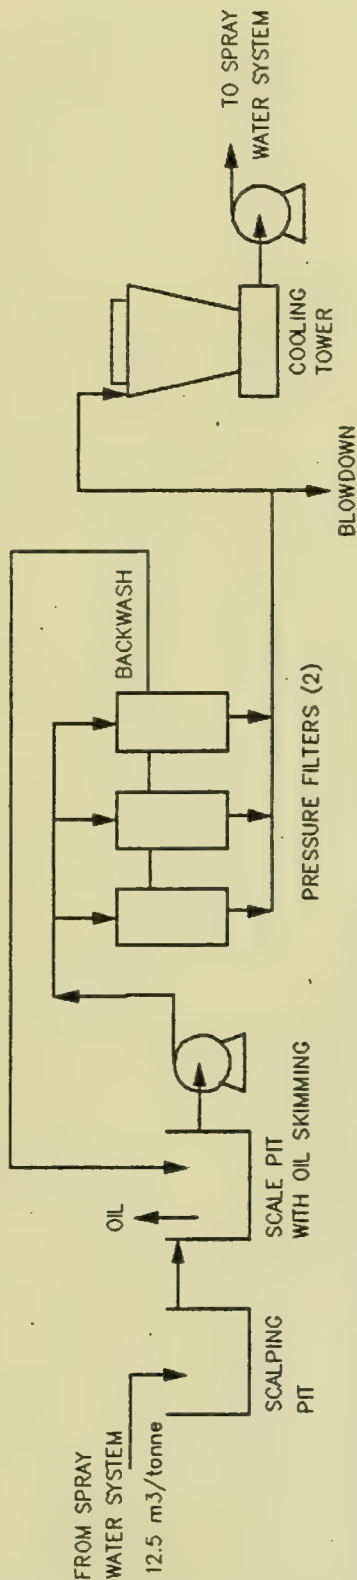 FROM SPRAY
WATER SYSTEM
12.5 m3/tonne
SCALPING
PIT
OIL
SCALE PIT
WITH OIL SKIMMING
BACKWASH
PRESSURE FILTERS (2)
BLOWDOWN
COOLING
TOWER
TO SPRAY
WATER SYSTEM